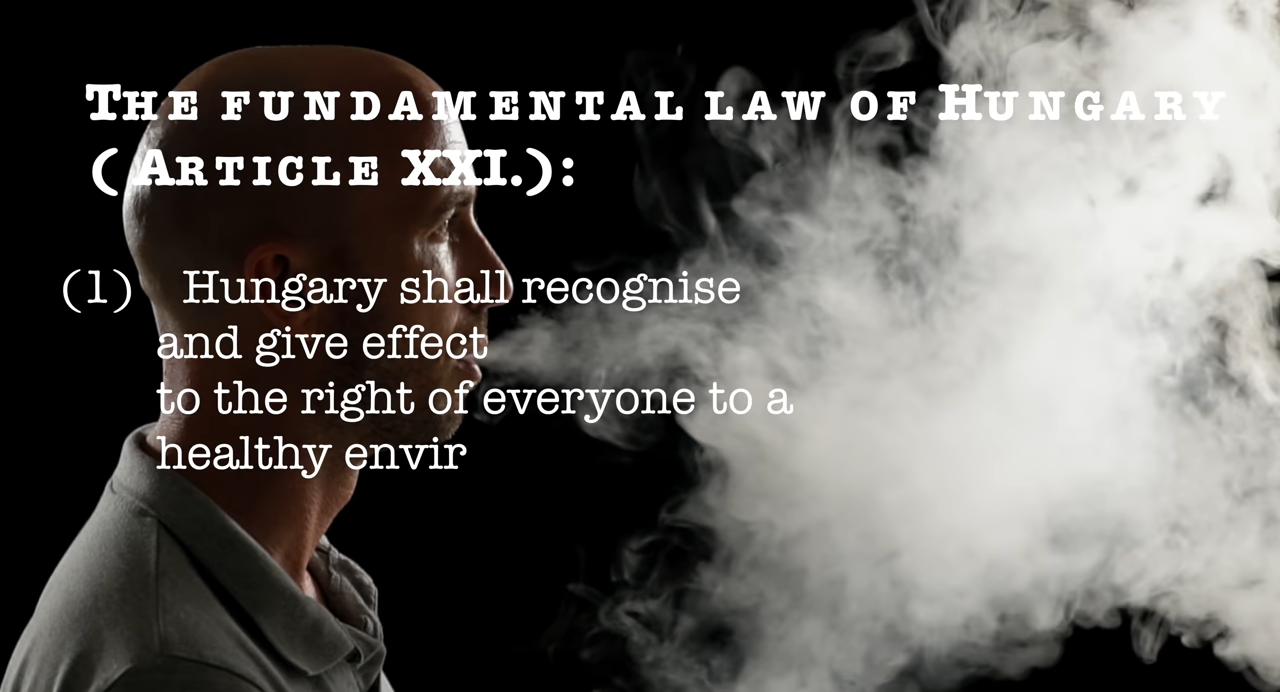 The fundamental law of Hungary
(Article XXI.):
(1) Hungary shall recognise
and give effect
to the right of everyone to a
healthy envir